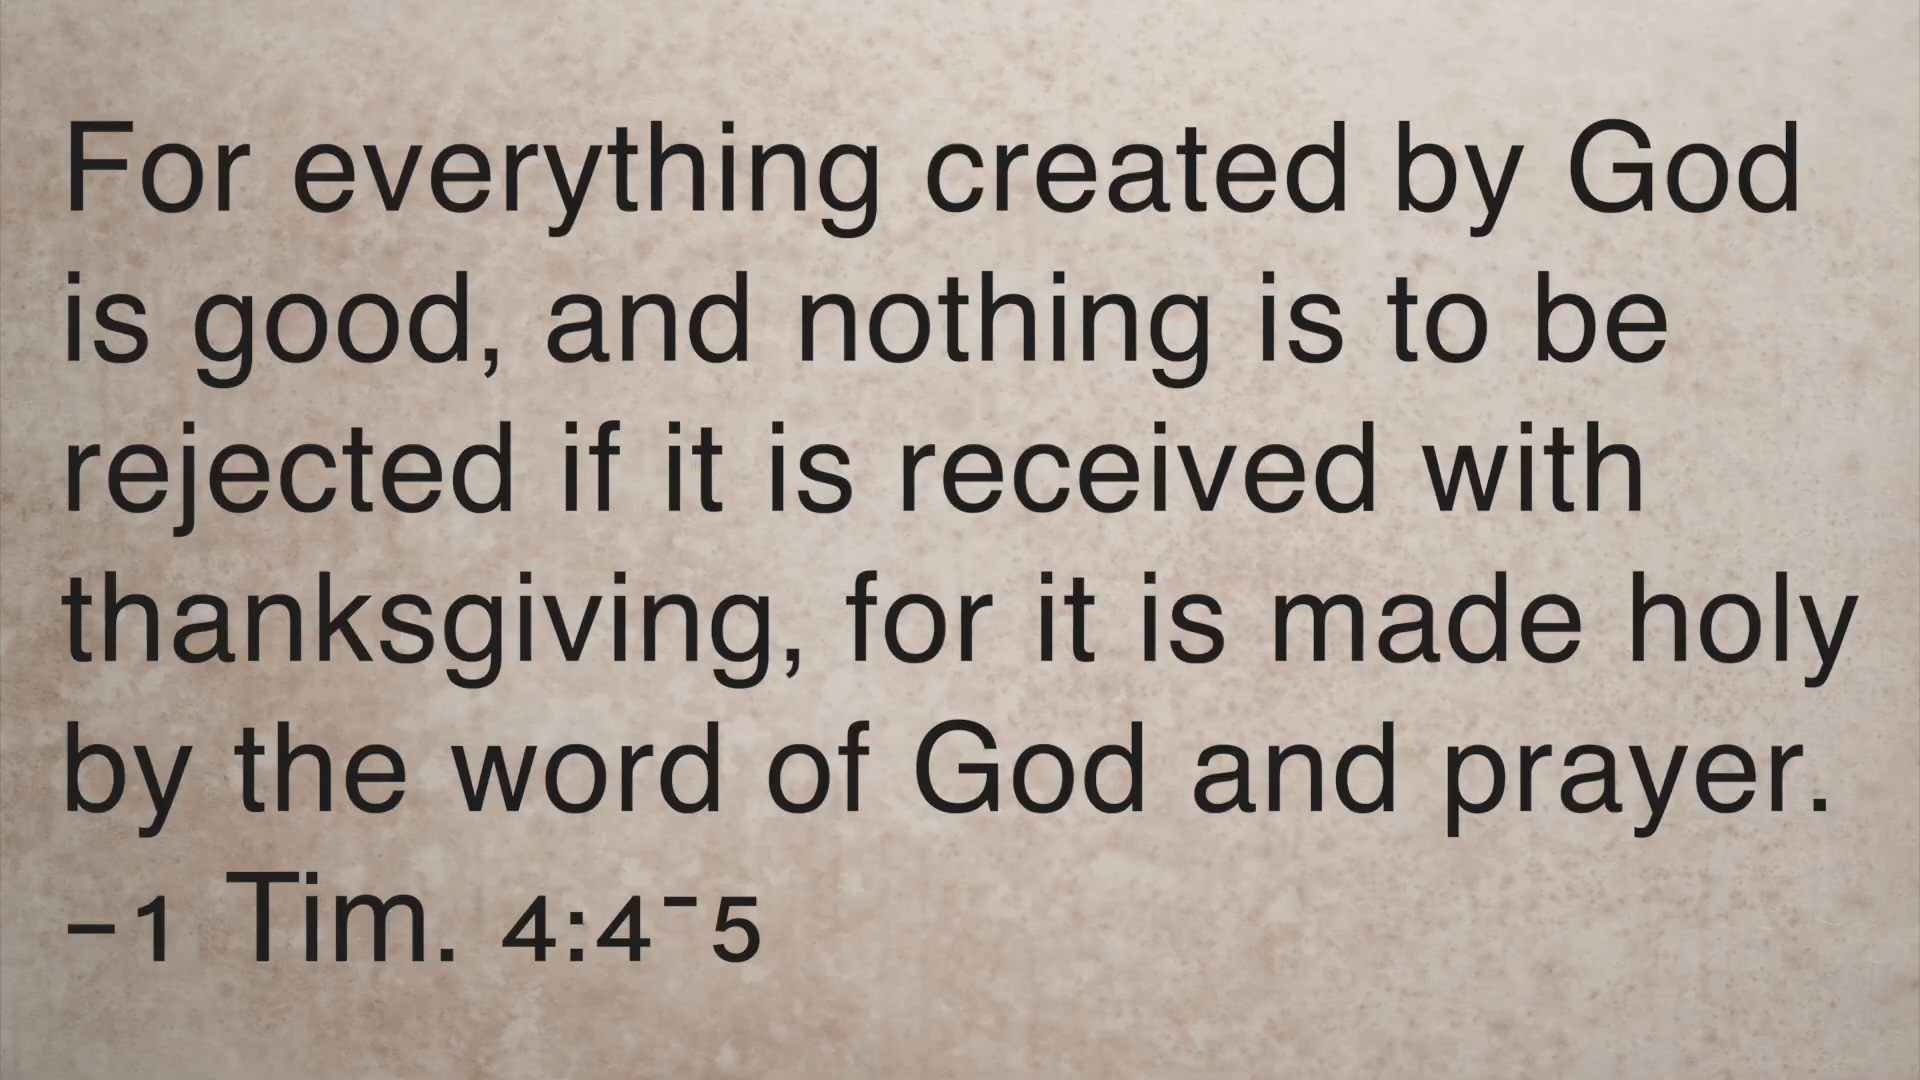 For everything created by God
is good, and nothing is to be
rejected if it is received with
thanksgiving, for it is made holy
by the word of God and prayer.
–1 Tim. 4:4–5